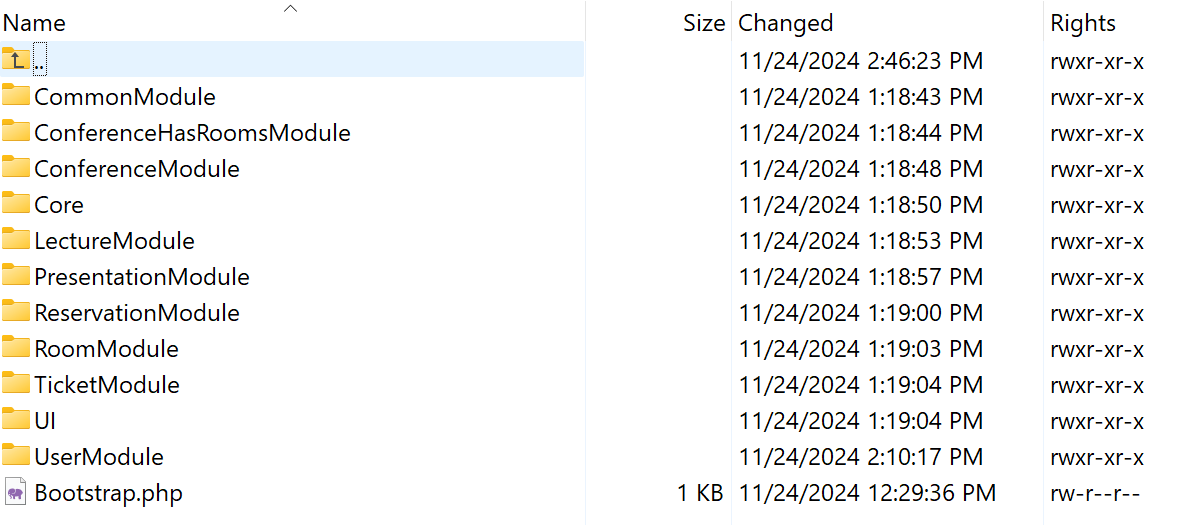 Name Size Changed Rights
.. 11/24/2024 2:46:23 PM rwxr-xr-x
CommonModule 11/24/2024 1:18:43 PM rwxr-xr-x
ConferenceHasRoomsModule 11/24/2024 1:18:44 PM rwxr-xr-x
ConferenceModule 11/24/2024 1:18:48 PM rwxr-xr-x
Core 11/24/2024 1:18:50 PM rwxr-xr-x
LectureModule 11/24/2024 1:18:53 PM rwxr-xr-x
PresentationModule 11/24/2024 1:18:57 PM rwxr-xr-x
ReservationModule 11/24/2024 1:19:00 PM rwxr-xr-x
RoomModule 11/24/2024 1:19:03 PM rwxr-xr-x
TicketModule 11/24/2024 1:19:04 PM rwxr-xr-x
UI 11/24/2024 1:19:04 PM rwxr-xr-x
UserModule 11/24/2024 2:10:17 PM rwxr-xr-x
Bootstrap.php 1 KB 11/24/2024 12:29:36 PM rw-r--r--